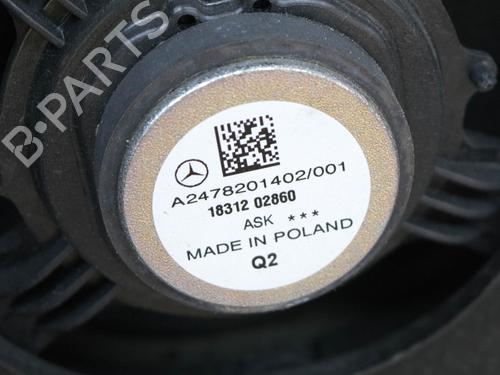 B-PARTS
A2478201402/001
18312 02860
ASK ***
MADE IN POLAND
Q2